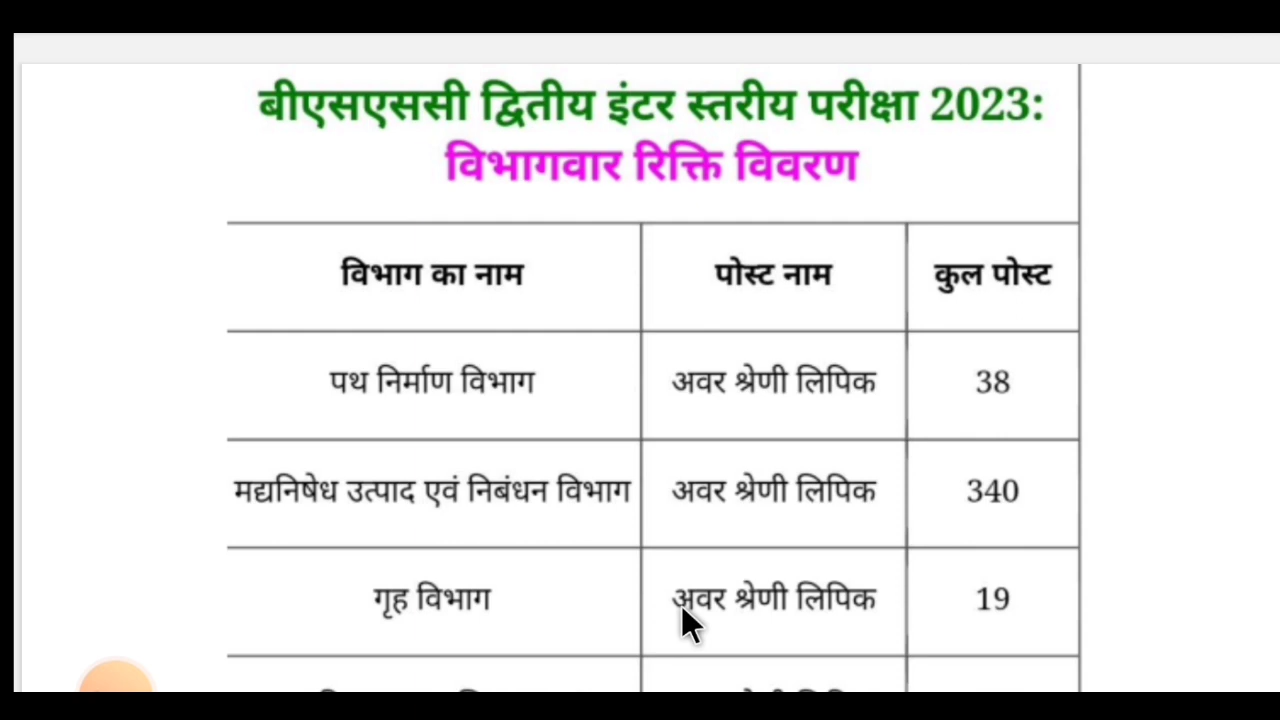 बीएसएससी द्वितीय इंटर स्तरीय परीक्षा 2023:
विभागवार रिक्ति विवरण
विभाग का नाम पोस्ट नाम कुल पोस्ट
पथ निर्माण विभाग अवर श्रेणी लिपिक 38
मद्यनिषेध उत्पाद एवं निबंधन विभाग अवर श्रेणी लिपिक 340
गृह विभाग अवर श्रेणी लिपिक 19